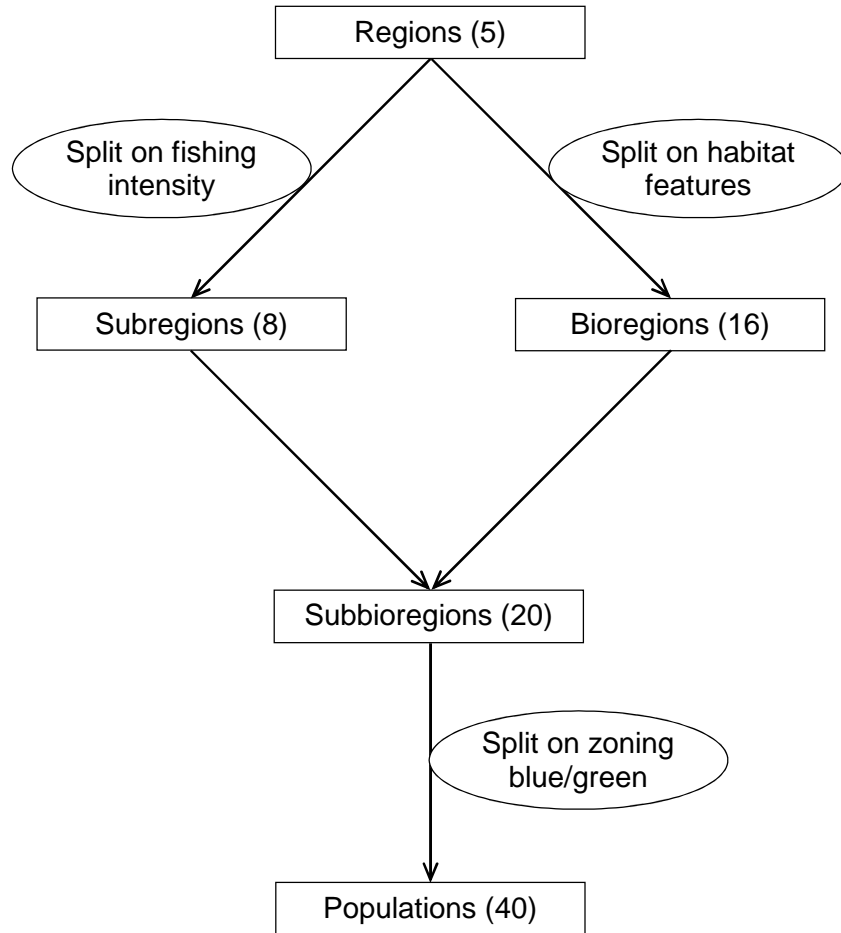 Regions (5)
Split on fishing
intensity
Split on habitat
features
Subregions (8)
Bioregions (16)
Subbioregions (20)
Split on zoning
blue/green
Populations (40)